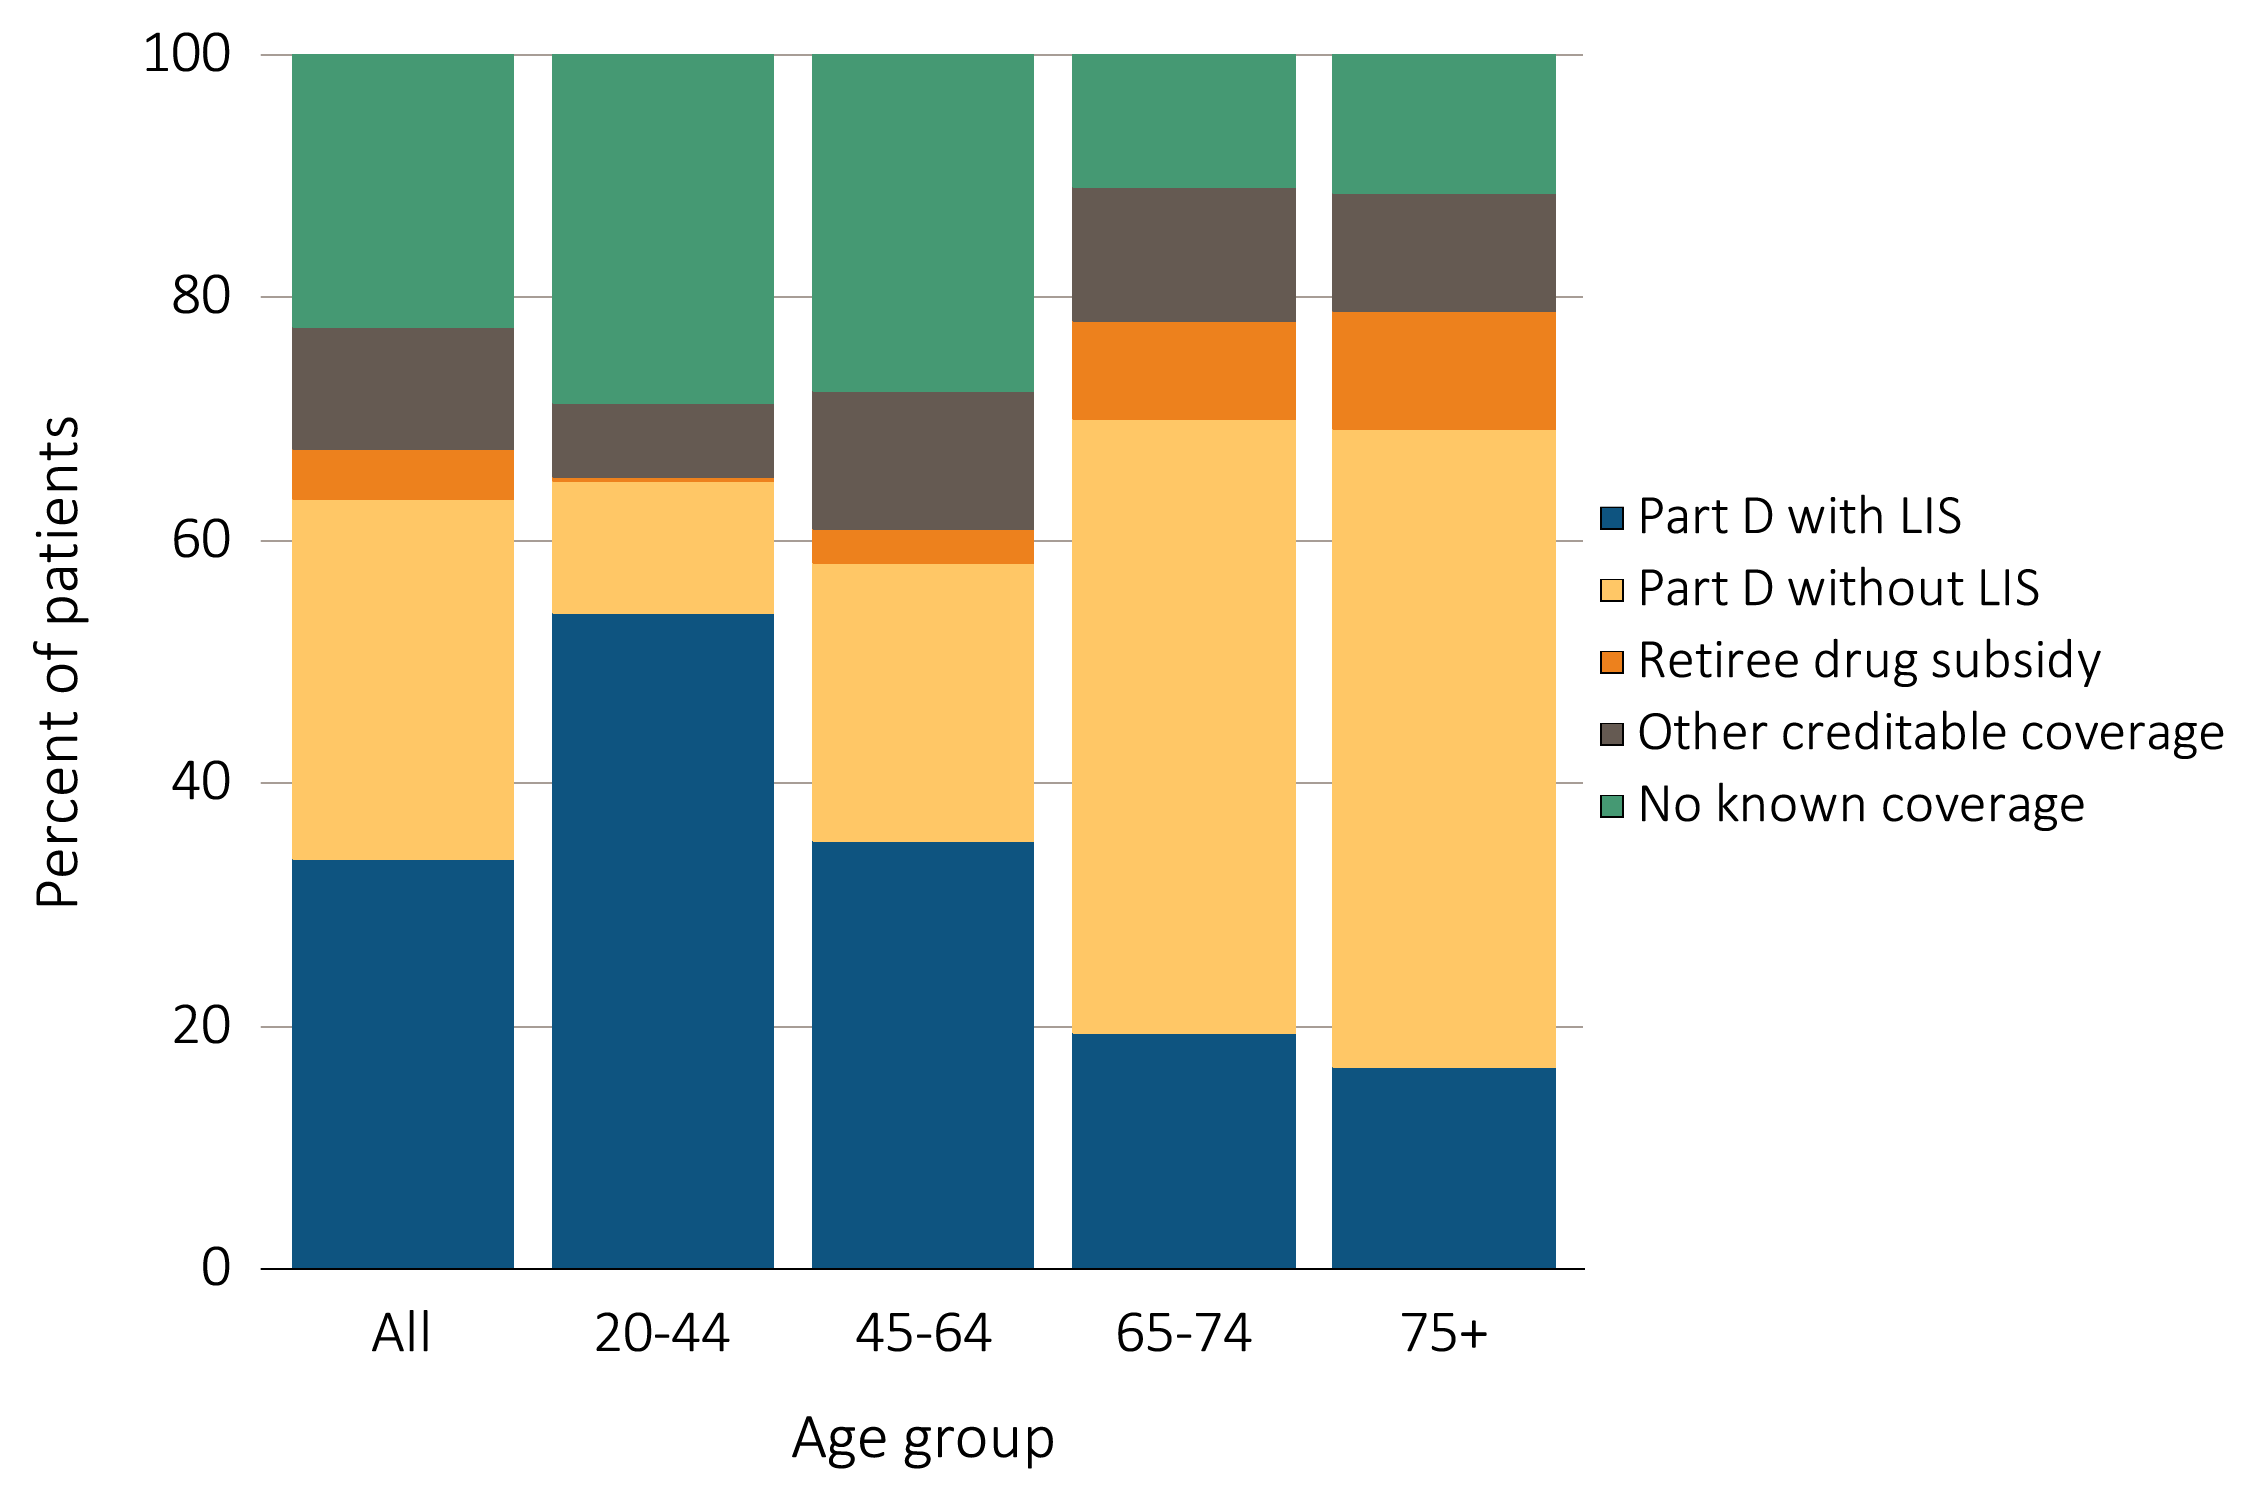 Percent of patients
100
80
60
40
20
0
All
20-44
45-64
65-74
75+
Age group
Part D with LIS
Part D without LIS
Retiree drug subsidy
Other creditable coverage
No known coverage